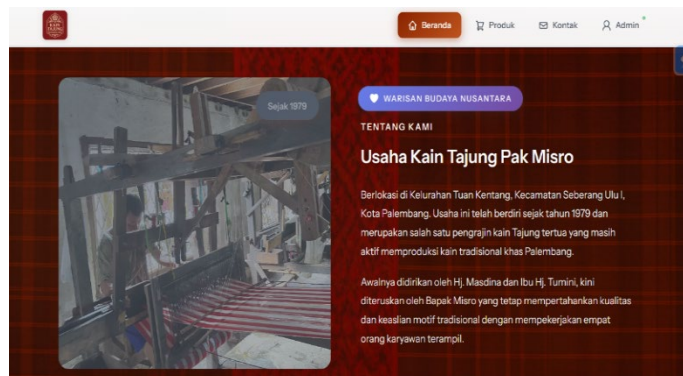 Beranda
Produk
Kontak
Admin
Sejak 1979
WARISAN BUDAYA NUSANTARA
TENTANG KAMI
Usaha Kain Tajung Pak Misro
Berlokasi di Kelurahan Tuan Kentang, Kecamatan Seberang Ulu I,
Kota Palembang. Usaha ini telah berdiri sejak tahun 1979 dan
merupakan salah satu pengrajin kain Tajung tertua yang masih
aktif memproduksi kain tradisional khas Palembang.
Awalnya didirikan oleh Hj. Masdina dan Ibu Hj. Tumini, kini
diteruskan oleh Bapak Misro yang tetap mempertahankan kualitas
dan keaslian motif tradisional dengan mempekerjakan empat
orang karyawan terampil.